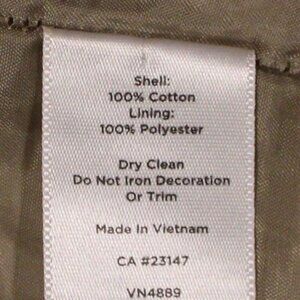 Shell:
100% Cotton
Lining:
100% Polyester
Dry Clean
Do Not Iron Decoration
Or Trim
Made In Vietnam
CA #23147
VN4889